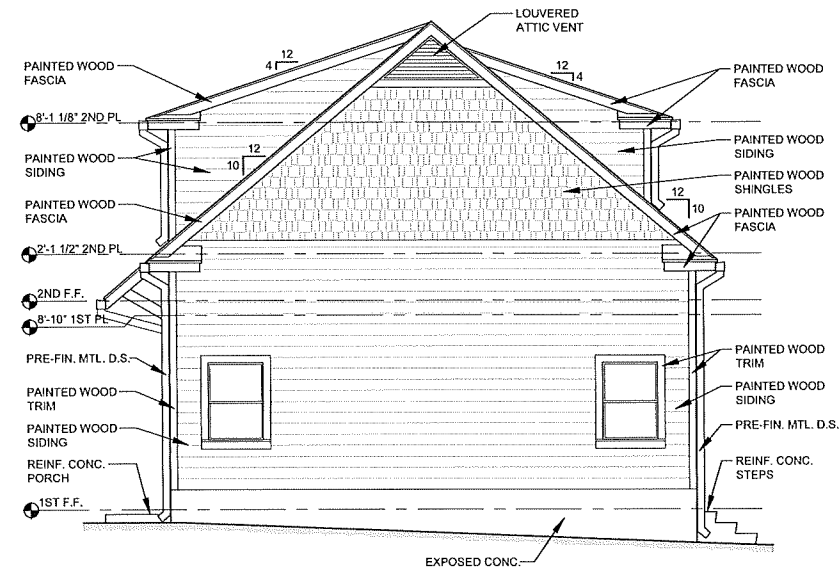 LOUVERED
ATTIC VENT
12
4
12
4
PAINTED WOOD
FASCIA
PAINTED WOOD
FASCIA
8'-1 1/8" 2ND PL
PAINTED WOOD
SIDING
12
10
PAINTED WOOD
SIDING
PAINTED WOOD
SHINGLES
12
10
PAINTED WOOD
FASCIA
PAINTED WOOD
FASCIA
2'-1 1/2" 2ND PL
2ND F.F.
8'-10" 1ST PL
PRE-FIN. MTL. D.S.
PAINTED WOOD
TRIM
PAINTED WOOD
TRIM
PAINTED WOOD
SIDING
PAINTED WOOD
SIDING
PRE-FIN. MTL. D.S.
REINF. CONC.
PORCH
REINF. CONC.
STEPS
1ST F.F.
EXPOSED CONC.